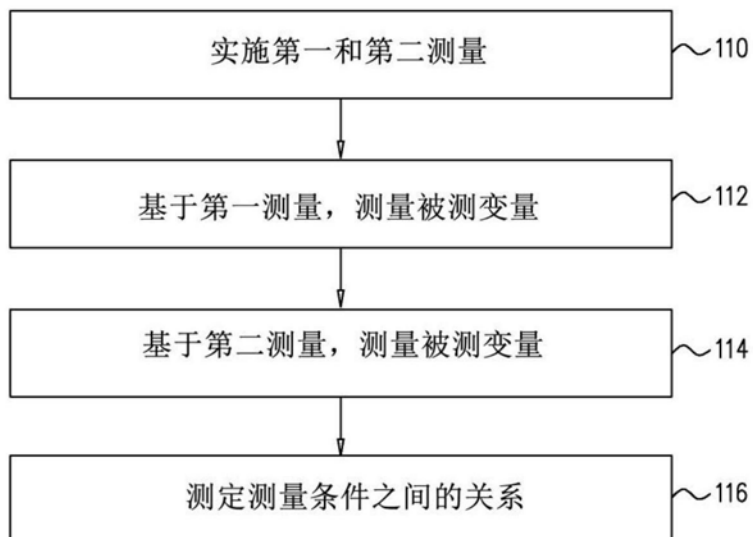 实施第一和第二测量
110
基于第一测量，测量被测变量
112
基于第二测量，测量被测变量
114
测定测量条件之间的关系
116